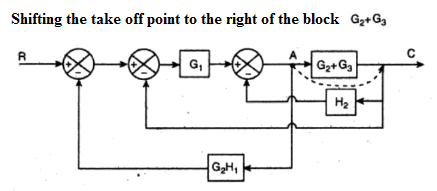 Shifting the take off point to the right of the block G₂+G₃
R + − + − G₁ + − A G₂+G₃ C
H₂
G₂H₁